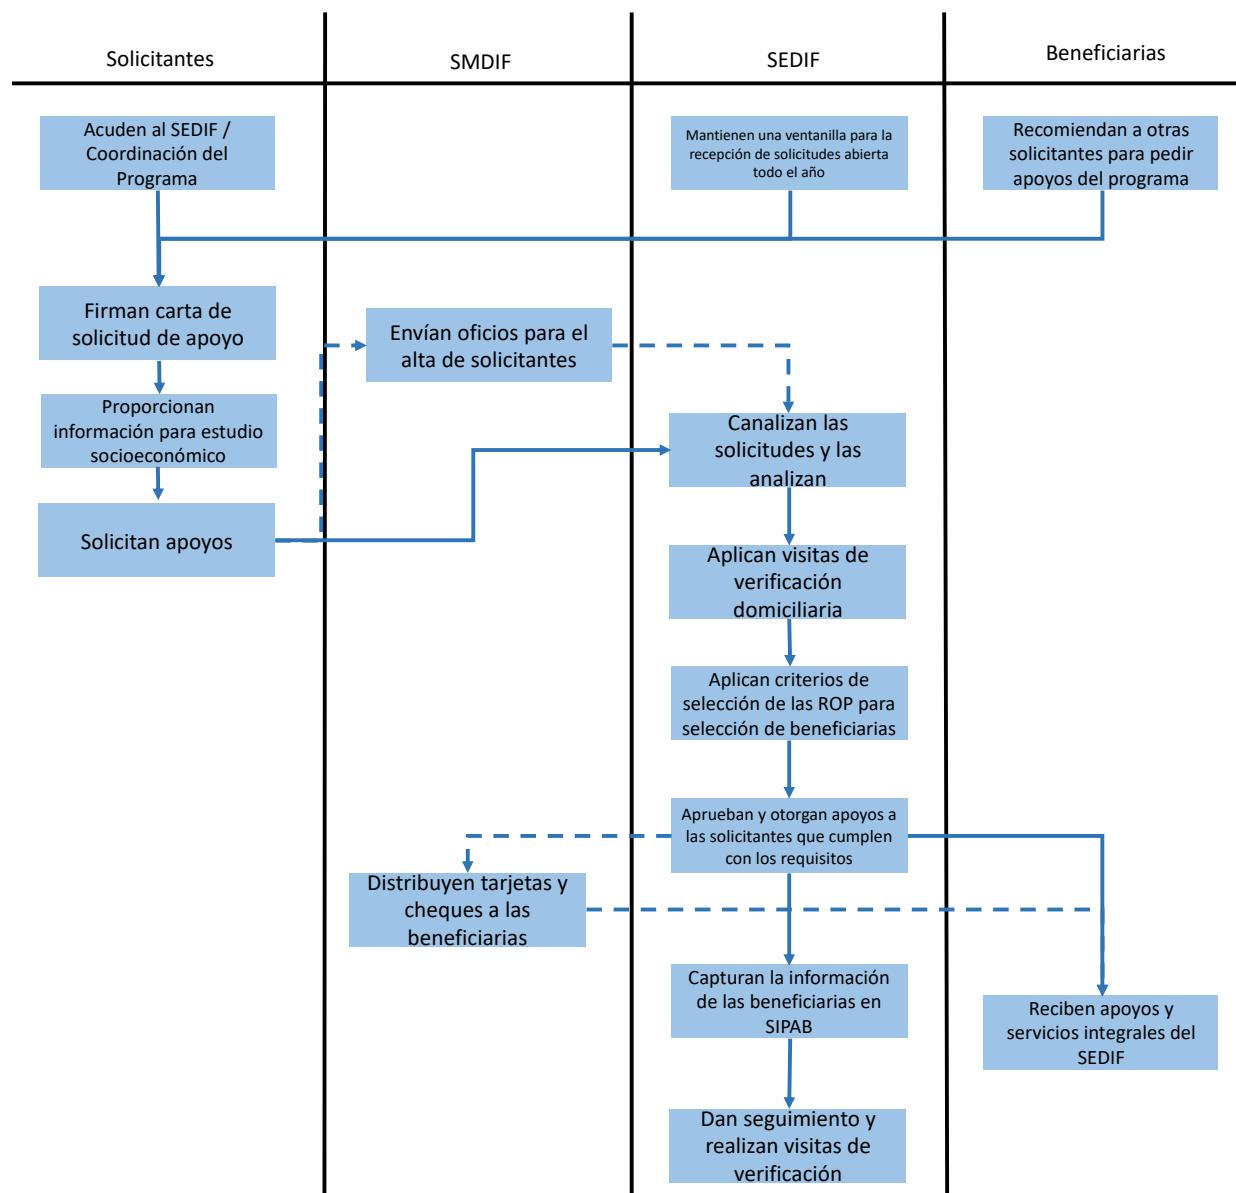 Solicitantes
SMDIF
SEDIF
Beneficiarias
Acuden al SEDIF /
Coordinación del
Programa
Mantienen una ventanilla para la
recepción de solicitudes abierta
todo el año
Recomiendan a otras
solicitantes para pedir
apoyos del programa
Firman carta de
solicitud de apoyo
Envían oficios para el
alta de solicitantes
Proporcionan
información para estudio
socioeconómico
Canalizan las
solicitudes y las
analizan
Solicitan apoyos
Aplican visitas de
verificación
domiciliaria
Aplican criterios de
selección de las ROP para
selección de beneficiarias
Aprueban y otorgan apoyos a
las solicitantes que cumplen
con los requisitos
Distribuyen tarjetas y
cheques a las
beneficiarias
Capturan la información
de las beneficiarias en
SIPAB
Reciben apoyos y
servicios integrales del
SEDIF
Dan seguimiento y
realizan visitas de
verificación